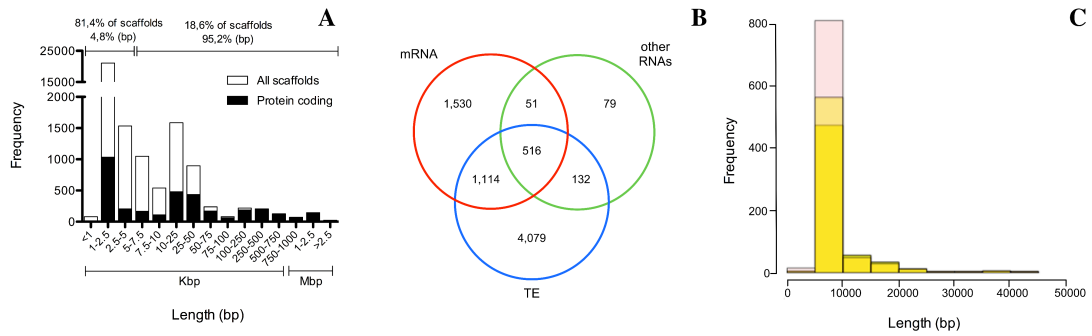 A
81,4% of scaffolds
4,8% (bp)
18,6% of scaffolds
95,2% (bp)
25000
15000
2000
1500
1000
500
0
Frequency
All scaffolds
Protein coding
<1
1-2.5
2.5-5
5-7.5
7.5-10
10-25
25-50
50-75
75-100
100-250
250-500
500-750
750-1000
1-2.5
>2.5
Kbp
Mbp
Length (bp)
B
mRNA
other
RNAs
1,530
51
79
516
1,114
132
4,079
TE
C
800
600
400
200
0
Frequency
0
10000
20000
30000
40000
50000
Length (bp)